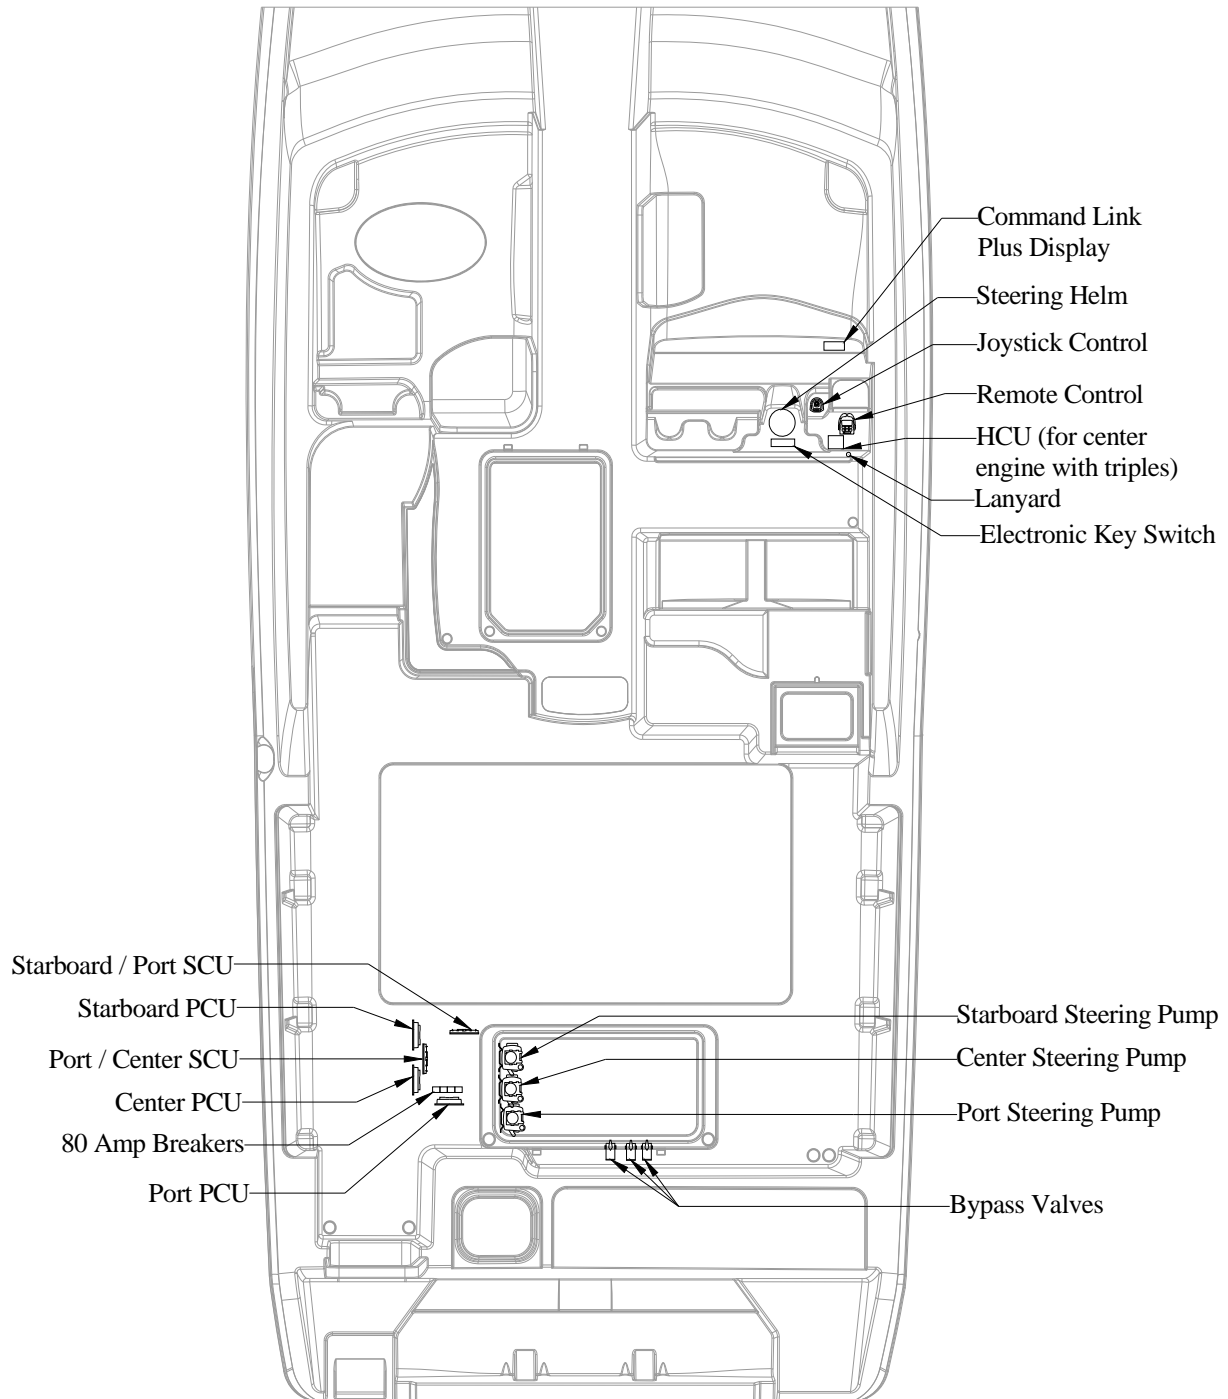 Command Link
Plus Display
Steering Helm
Joystick Control
Remote Control
HCU (for center
engine with triples)
Lanyard
Electronic Key Switch
Starboard / Port SCU
Starboard PCU
Port / Center SCU
Center PCU
80 Amp Breakers
Port PCU
Starboard Steering Pump
Center Steering Pump
Port Steering Pump
Bypass Valves